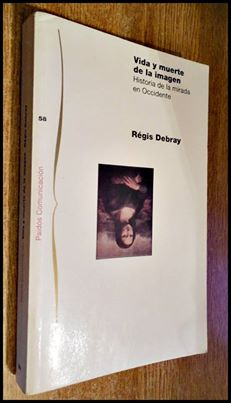 Vida y muerte
de la imagen
Historia de la mirada
en Occidente
Régis Debray
58
Paidós Comunicación